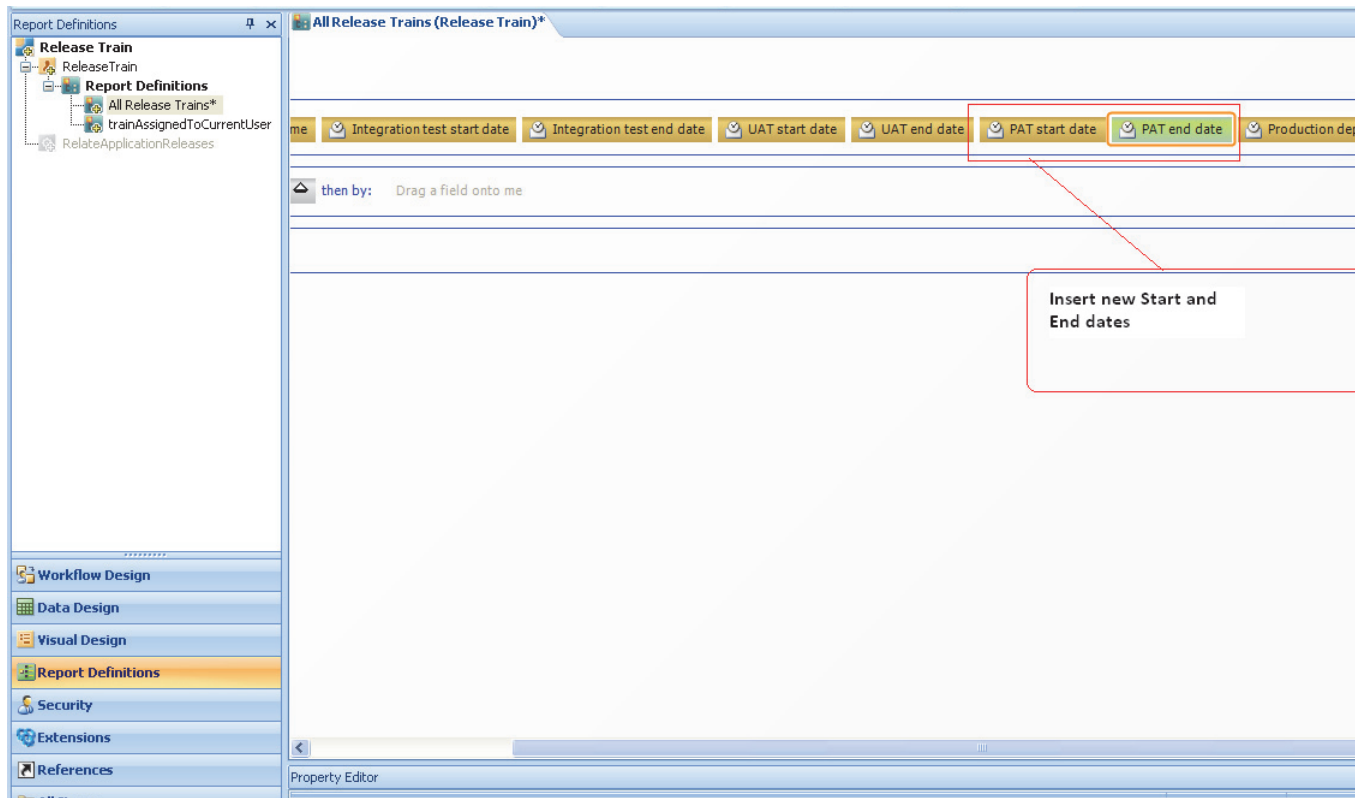 Report Definitions
All Release Trains (Release Train)*
Release Train
ReleaseTrain
Report Definitions
All Release Trains*
trainAssignedToCurrentUser
RelateApplicationReleases
me Integration test start date Integration test end date UAT start date UAT end date PAT start date PAT end date Production dep
then by: Drag a field onto me
Insert new Start and
End dates
Workflow Design
Data Design
Visual Design
Report Definitions
Security
Extensions
References
Property Editor